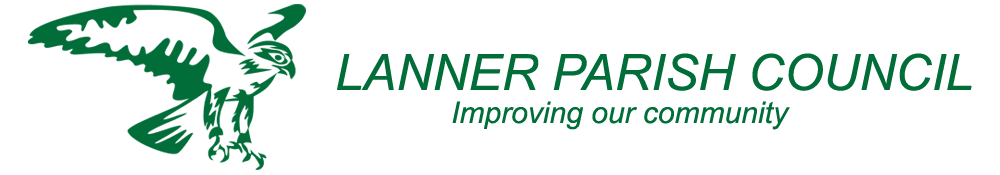 LANNER PARISH COUNCIL
Improving our community